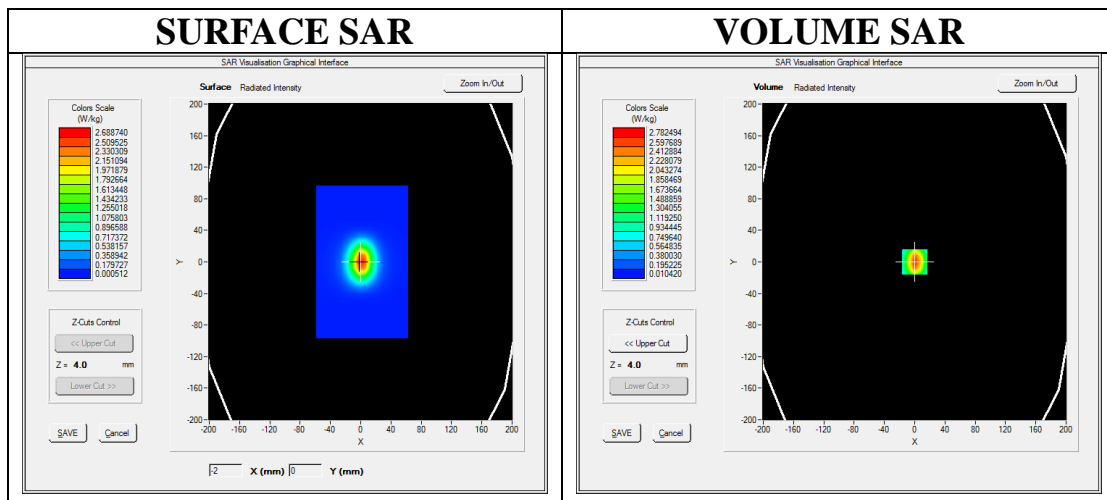 SURFACE SAR
SAR Visualisation Graphical Interface
Surface Radiated Intensity
Zoom In/Out
Colors Scale
(W/kg)
2.688740
2.509525
2.330309
2.151094
1.971879
1.792664
1.613448
1.434233
1.255018
1.075803
0.896588
0.717372
0.538157
0.358942
0.179727
0.000512
Z-Cuts Control
<< Upper Cut
Z = 4.0 mm
Lower Cut >>
SAVE Cancel
200
160
120
80
40
0
-40
-80
-120
-160
-200
Y
-200 -160 -120 -80 -40 0 40 80 120 160 200
X
-2 X (mm) 0 Y (mm)
VOLUME SAR
SAR Visualisation Graphical Interface
Volume Radiated Intensity
Zoom In/Out
Colors Scale
(W/kg)
2.782494
2.597689
2.412884
2.228079
2.043274
1.858469
1.673664
1.488859
1.304055
1.119250
0.934445
0.749640
0.564835
0.380030
0.195225
0.010420
Z-Cuts Control
<< Upper Cut
Z = 4.0 mm
Lower Cut >>
SAVE Cancel
200
160
120
80
40
0
-40
-80
-120
-160
-200
Y
-200 -160 -120 -80 -40 0 40 80 120 160 200
X